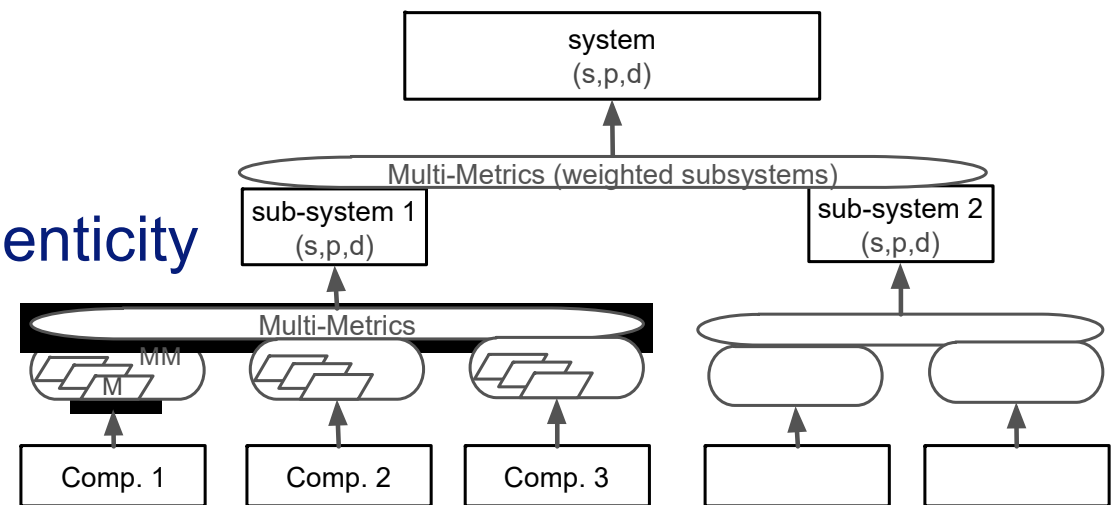 system
(s,p,d)
Multi-Metrics (weighted subsystems)
sub-system 1
(s,p,d)
sub-system 2
(s,p,d)
enticity
Multi-Metrics
MM
M
Comp. 1
Comp. 2
Comp. 3